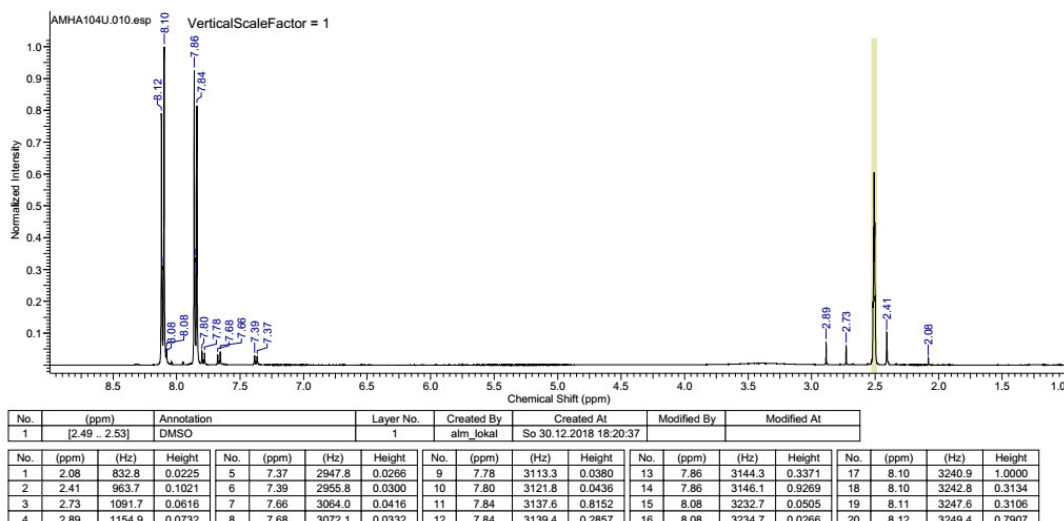 AMHA104U.010.esp VerticalScaleFactor = 1
8.10
7.86
8.12
7.84
8.08
8.08
7.80
7.78
7.68
7.66
7.39
7.37
2.89
2.73
2.41
2.08
Normalized Intensity
1.0
0.9
0.8
0.7
0.6
0.5
0.4
0.3
0.2
0.1
8.5 8.0 7.5 7.0 6.5 6.0 5.5 5.0 4.5 4.0 3.5 3.0 2.5 2.0 1.5 1.0
Chemical Shift (ppm)
No. (ppm) Annotation Layer No. Created By Created At Modified By Modified At
1 [2.49 .. 2.53] DMSO 1 alm_lokal So 30.12.2018 18:20:37
No. (ppm) (Hz) Height No. (ppm) (Hz) Height No. (ppm) (Hz) Height No. (ppm) (Hz) Height No. (ppm) (Hz) Height
1 2.08 832.8 0.0225 5 7.37 2947.8 0.0266 9 7.78 3113.3 0.0380 13 7.86 3144.3 0.3371 17 8.10 3240.9 1.0000
2 2.41 963.7 0.1021 6 7.39 2955.8 0.0300 10 7.80 3121.8 0.0436 14 7.86 3146.1 0.9269 18 8.10 3242.8 0.3134
3 2.73 1091.7 0.0616 7 7.66 3064.0 0.0416 11 7.84 3137.6 0.8152 15 8.08 3232.7 0.0505 19 8.11 3247.6 0.3106
4 2.89 1154.9 0.0732 8 7.68 3072.1 0.0332 12 7.84 3139.4 0.2857 16 8.08 3234.7 0.0266 20 8.12 3249.4 0.7907